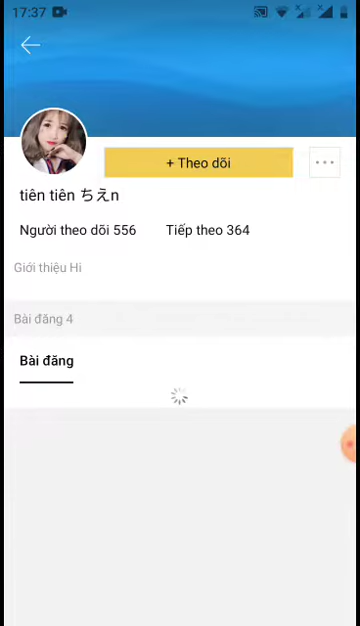 17:37
+ Theo dõi
tiên tiên ちえn
Người theo dõi 556 Tiếp theo 364
Giới thiệu Hi
Bài đăng 4
Bài đăng